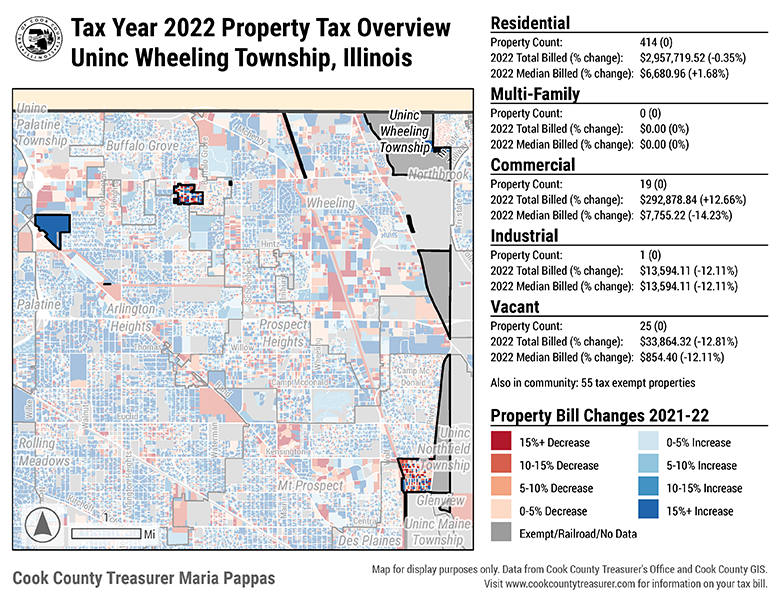 Tax Year 2022 Property Tax Overview
Uninc Wheeling Township, Illinois
Residential
Property Count: 414 (0)
2022 Total Billed (% change): $2,957,719.52 (-0.35%)
2022 Median Billed (% change): $6,680.96 (+1.68%)
Multi-Family
Property Count: 0 (0)
2022 Total Billed (% change): $0.00 (0%)
2022 Median Billed (% change): $0.00 (0%)
Commercial
Property Count: 19 (0)
2022 Total Billed (% change): $292,878.84 (+12.66%)
2022 Median Billed (% change): $7,755.22 (-14.23%)
Industrial
Property Count: 1 (0)
2022 Total Billed (% change): $13,594.11 (-12.11%)
2022 Median Billed (% change): $13,594.11 (-12.11%)
Vacant
Property Count: 25 (0)
2022 Total Billed (% change): $33,864.32 (-12.81%)
2022 Median Billed (% change): $854.40 (-12.11%)
Also in community: 55 tax exempt properties
Property Bill Changes 2021-22
15%+ Decrease
10-15% Decrease
5-10% Decrease
0-5% Decrease
0-5% Increase
5-10% Increase
10-15% Increase
15%+ Increase
Exempt/Railroad/No Data
Uninc
Palatine
Township
Buffalo Grove
Uninc
Wheeling
Township
Northbrook
Wheeling
Hintz
Palatine
Arlington
Heights
Prospect
Heights
Willow
Camp Mcdonald
Camp Mc
Donald
Euclid
Rolling
Meadows
Kensington
Uninc
Northfield
Township
Mt Prospect
Glenview
Central
Des Plaines
Uninc Maine
Township
1
Mi
Cook County Treasurer Maria Pappas
Map for display purposes only. Data from Cook County Treasurer's Office and Cook County GIS.
Visit www.cookcountytreasurer.com for information on your tax bill.